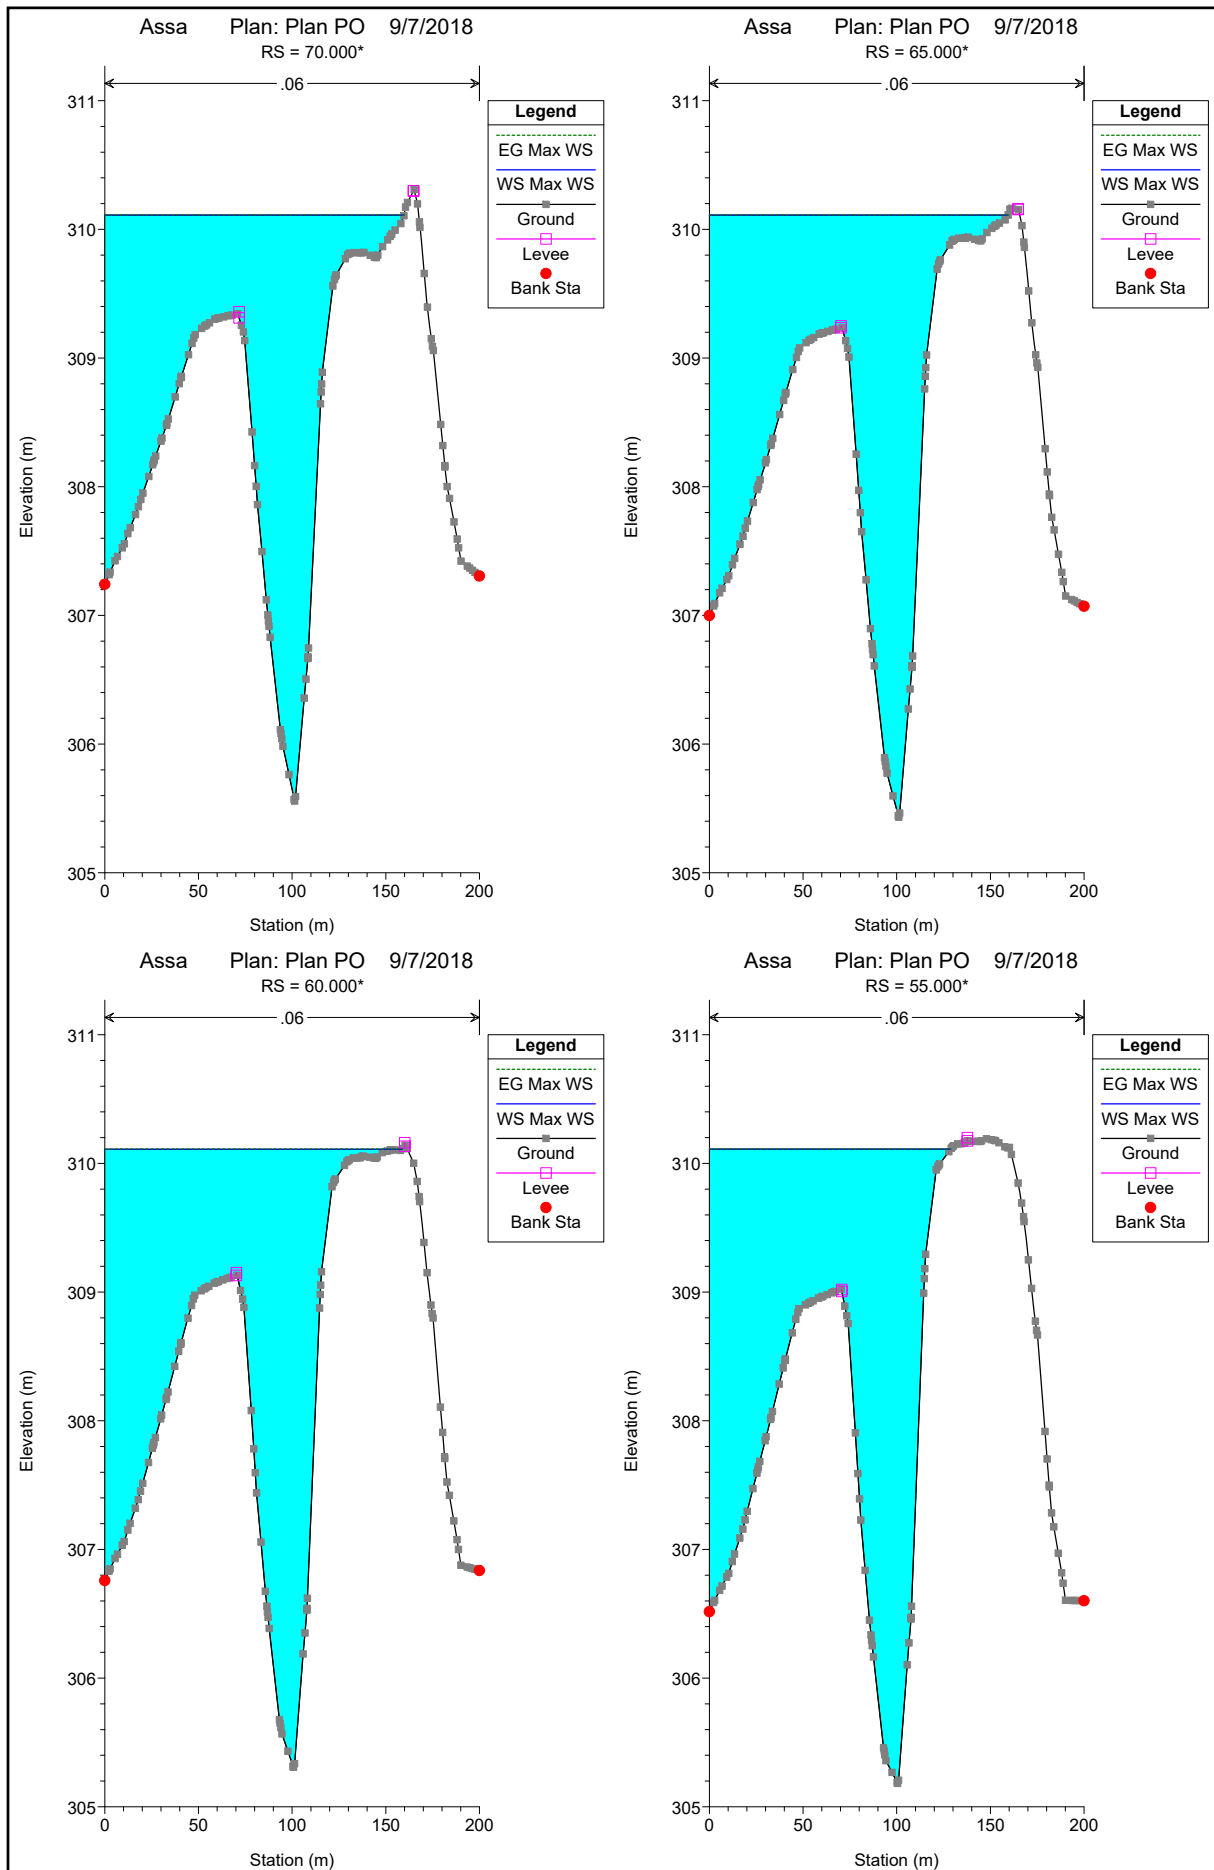 Assa Plan: Plan PO 9/7/2018
RS = 70.000*
.06
311
310
309
308
307
306
305
Elevation (m)
0 50 100 150 200
Station (m)
Legend
EG Max WS
WS Max WS
Ground
Levee
Bank Sta
Assa Plan: Plan PO 9/7/2018
RS = 65.000*
.06
311
310
309
308
307
306
305
Elevation (m)
0 50 100 150 200
Station (m)
Legend
EG Max WS
WS Max WS
Ground
Levee
Bank Sta
Assa Plan: Plan PO 9/7/2018
RS = 60.000*
.06
311
310
309
308
307
306
305
Elevation (m)
0 50 100 150 200
Station (m)
Legend
EG Max WS
WS Max WS
Ground
Levee
Bank Sta
Assa Plan: Plan PO 9/7/2018
RS = 55.000*
.06
311
310
309
308
307
306
305
Elevation (m)
0 50 100 150 200
Station (m)
Legend
EG Max WS
WS Max WS
Ground
Levee
Bank Sta